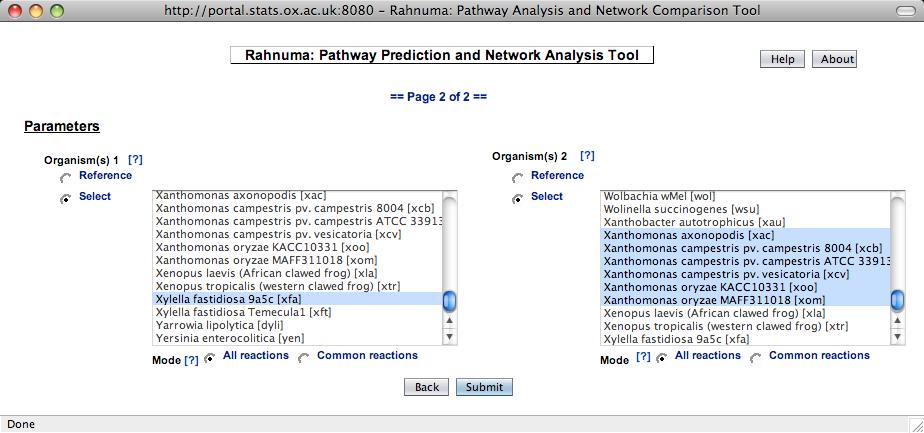 http://portal.stats.ox.ac.uk:8080 – Rahnuma: Pathway Analysis and Network Comparison Tool
Rahnuma: Pathway Prediction and Network Analysis Tool
Help
About
== Page 2 of 2 ==
Parameters
Organism(s) 1 [?]
Reference
Select
Xanthomonas axonopodis [xac]
Xanthomonas campestris pv. campestris 8004 [xcb]
Xanthomonas campestris pv. campestris ATCC 33913
Xanthomonas campestris pv. vesicatoria [xcv]
Xanthomonas oryzae KACC10331 [xoo]
Xanthomonas oryzae MAFF311018 [xom]
Xenopus laevis (African clawed frog) [xla]
Xenopus tropicalis (western clawed frog) [xtr]
Xylella fastidiosa 9a5c [xfa]
Xylella fastidiosa Temecula1 [xft]
Yarrowia lipolytica [dyli]
Yersinia enterocolitica [yen]
Mode [?] All reactions Common reactions
Organism(s) 2 [?]
Reference
Select
Wolbachia wMel [wol]
Wolinella succinogenes [wsu]
Xanthobacter autotrophicus [xau]
Xanthomonas axonopodis [xac]
Xanthomonas campestris pv. campestris 8004 [xcb]
Xanthomonas campestris pv. campestris ATCC 33913
Xanthomonas campestris pv. vesicatoria [xcv]
Xanthomonas oryzae KACC10331 [xoo]
Xanthomonas oryzae MAFF311018 [xom]
Xenopus laevis (African clawed frog) [xla]
Xenopus tropicalis (western clawed frog) [xtr]
Xylella fastidiosa 9a5c [xfa]
Mode [?] All reactions Common reactions
Back
Submit
Done